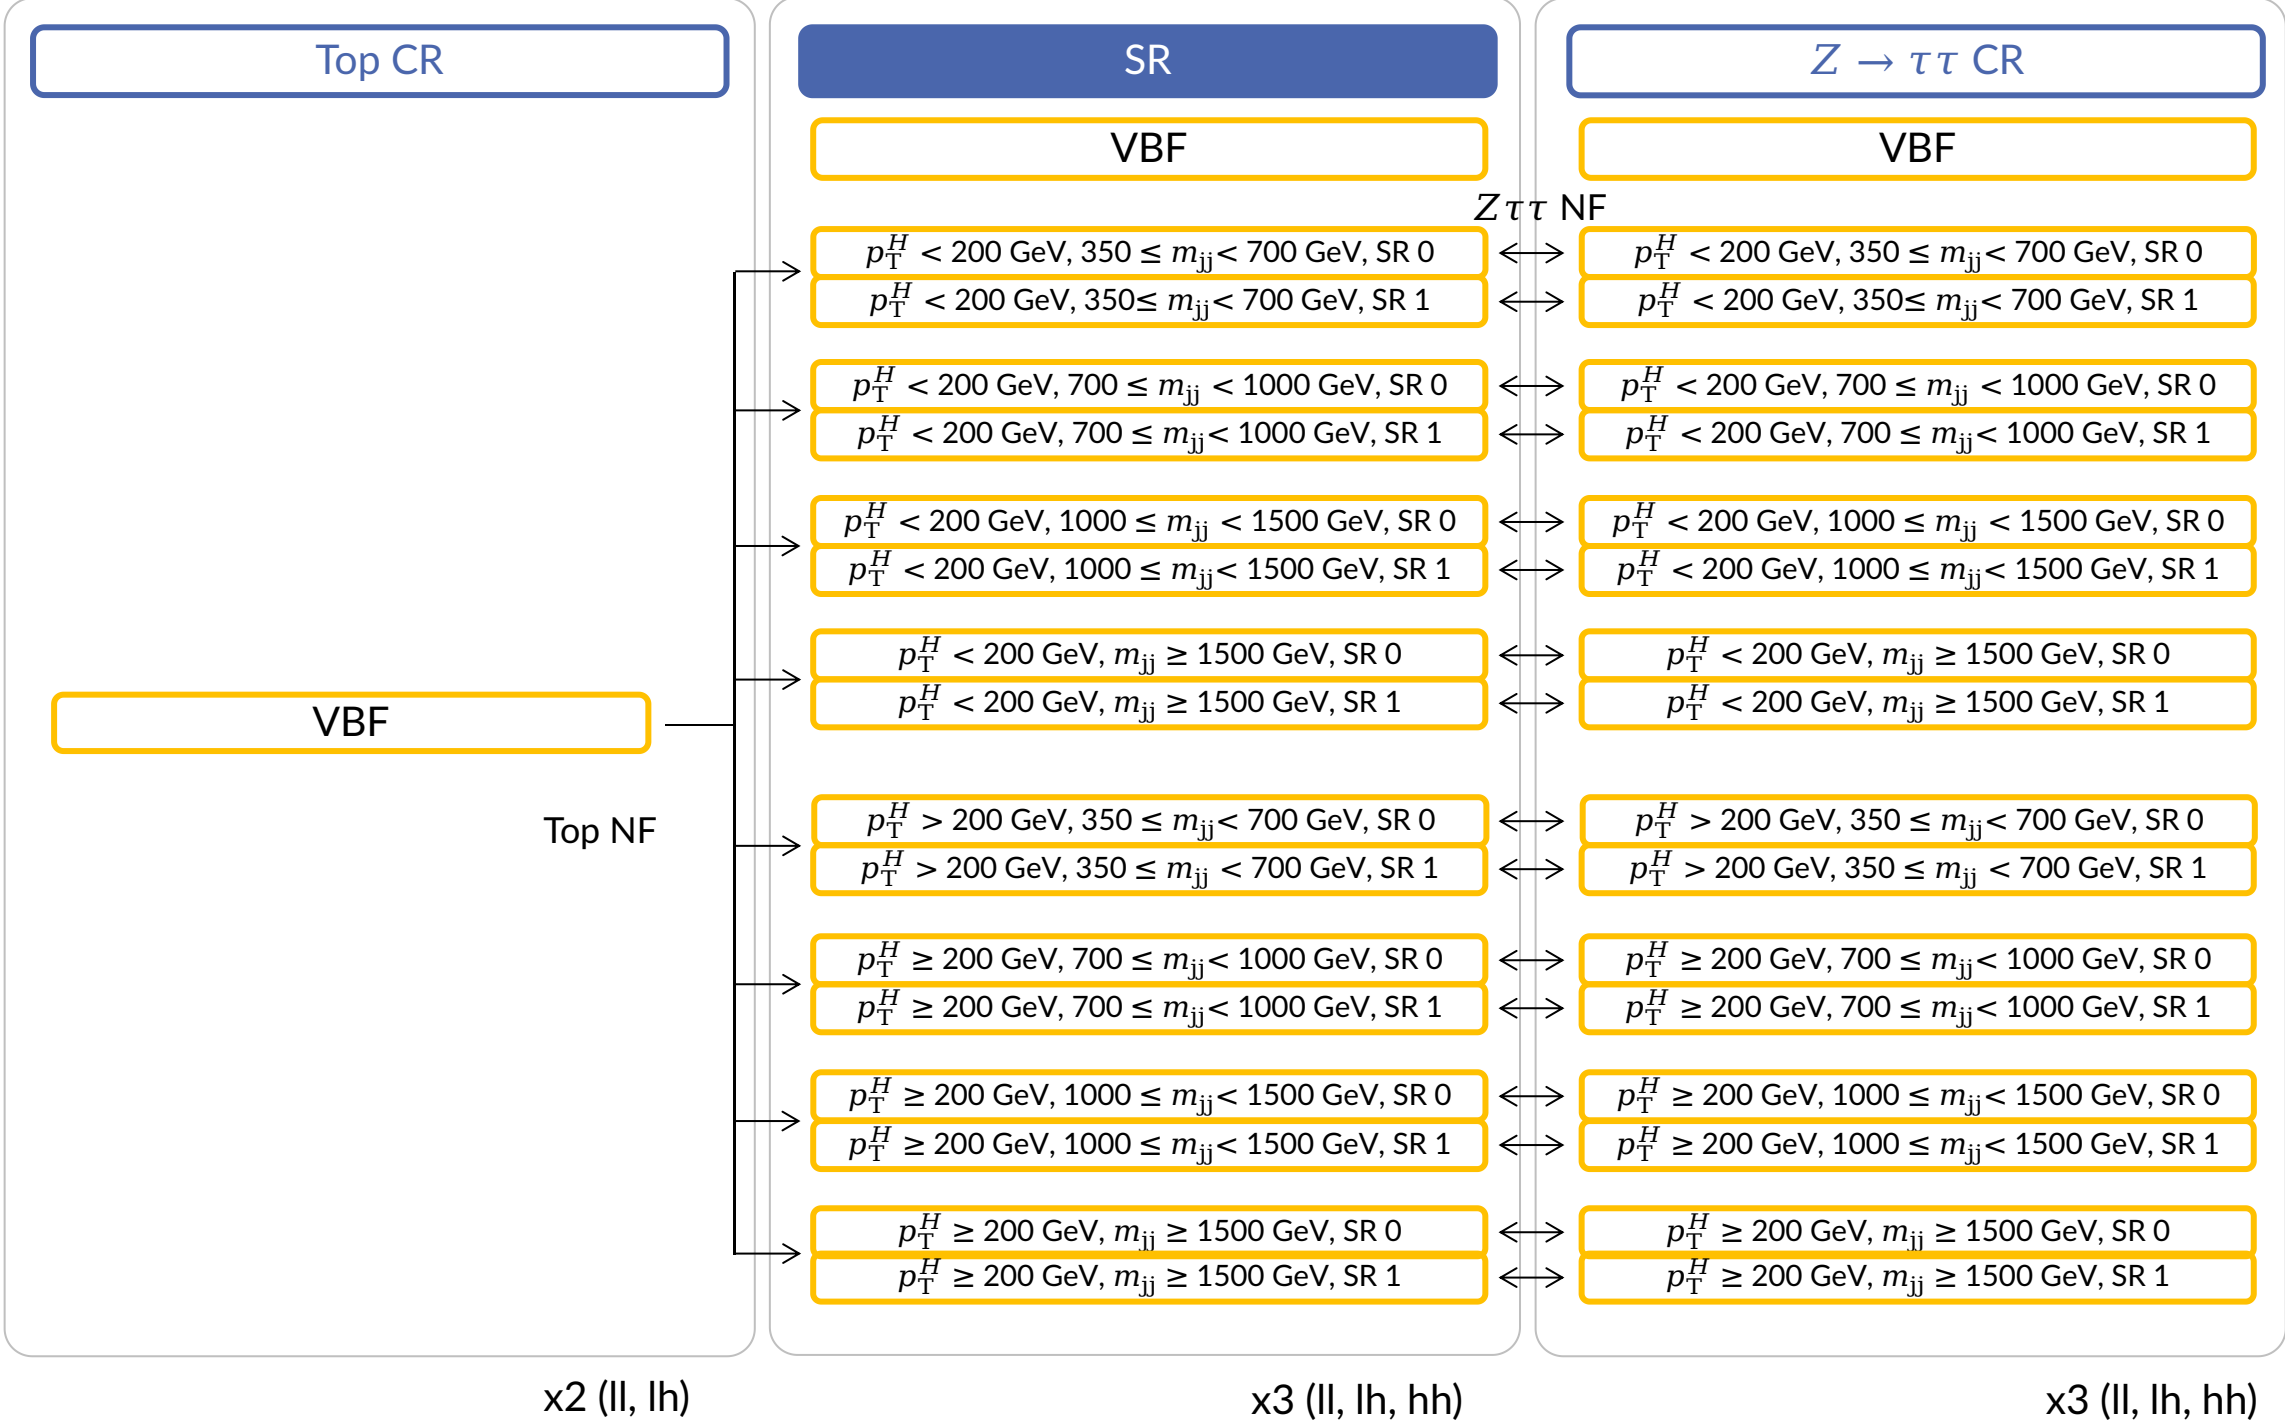 Top CR
VBF
Top NF
x2 (ll, lh)
SR
VBF
Zττ NF
p_T^H < 200 GeV, 350 ≤ m_jj< 700 GeV, SR 0
p_T^H < 200 GeV, 350≤ m_jj< 700 GeV, SR 1
p_T^H < 200 GeV, 700 ≤ m_jj < 1000 GeV, SR 0
p_T^H < 200 GeV, 700 ≤ m_jj< 1000 GeV, SR 1
p_T^H < 200 GeV, 1000 ≤ m_jj < 1500 GeV, SR 0
p_T^H < 200 GeV, 1000 ≤ m_jj< 1500 GeV, SR 1
p_T^H < 200 GeV, m_jj ≥ 1500 GeV, SR 0
p_T^H < 200 GeV, m_jj ≥ 1500 GeV, SR 1
p_T^H > 200 GeV, 350 ≤ m_jj< 700 GeV, SR 0
p_T^H > 200 GeV, 350 ≤ m_jj < 700 GeV, SR 1
p_T^H ≥ 200 GeV, 700 ≤ m_jj< 1000 GeV, SR 0
p_T^H ≥ 200 GeV, 700 ≤ m_jj< 1000 GeV, SR 1
p_T^H ≥ 200 GeV, 1000 ≤ m_jj< 1500 GeV, SR 0
p_T^H ≥ 200 GeV, 1000 ≤ m_jj< 1500 GeV, SR 1
p_T^H ≥ 200 GeV, m_jj ≥ 1500 GeV, SR 0
p_T^H ≥ 200 GeV, m_jj ≥ 1500 GeV, SR 1
x3 (ll, lh, hh)
Z → ττ CR
VBF
p_T^H < 200 GeV, 350 ≤ m_jj< 700 GeV, SR 0
p_T^H < 200 GeV, 350≤ m_jj< 700 GeV, SR 1
p_T^H < 200 GeV, 700 ≤ m_jj < 1000 GeV, SR 0
p_T^H < 200 GeV, 700 ≤ m_jj< 1000 GeV, SR 1
p_T^H < 200 GeV, 1000 ≤ m_jj < 1500 GeV, SR 0
p_T^H < 200 GeV, 1000 ≤ m_jj< 1500 GeV, SR 1
p_T^H < 200 GeV, m_jj ≥ 1500 GeV, SR 0
p_T^H < 200 GeV, m_jj ≥ 1500 GeV, SR 1
p_T^H > 200 GeV, 350 ≤ m_jj< 700 GeV, SR 0
p_T^H > 200 GeV, 350 ≤ m_jj < 700 GeV, SR 1
p_T^H ≥ 200 GeV, 700 ≤ m_jj< 1000 GeV, SR 0
p_T^H ≥ 200 GeV, 700 ≤ m_jj< 1000 GeV, SR 1
p_T^H ≥ 200 GeV, 1000 ≤ m_jj< 1500 GeV, SR 0
p_T^H ≥ 200 GeV, 1000 ≤ m_jj< 1500 GeV, SR 1
p_T^H ≥ 200 GeV, m_jj ≥ 1500 GeV, SR 0
p_T^H ≥ 200 GeV, m_jj ≥ 1500 GeV, SR 1
x3 (ll, lh, hh)